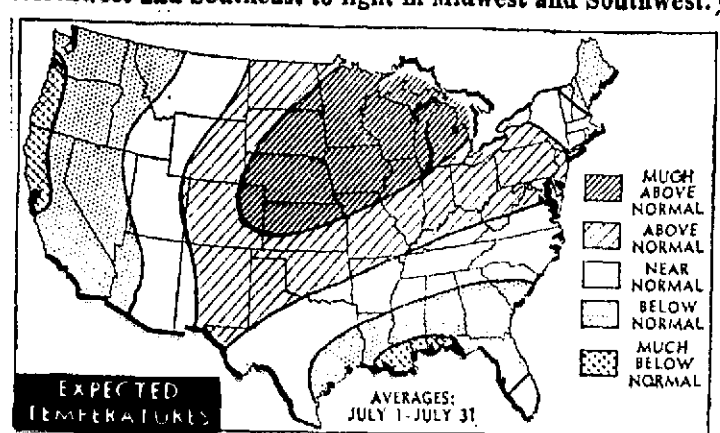 and Southeast to light in Midwest and Southwest.
MUCH
ABOVE
NORMAL
ABOVE
NORMAL
NEAR
NORMAL
BELOW
NORMAL
MUCH
BELOW
NORMAL
EXPECTED
TEMPERATURES
AVERAGES:
JULY 1-JULY 31